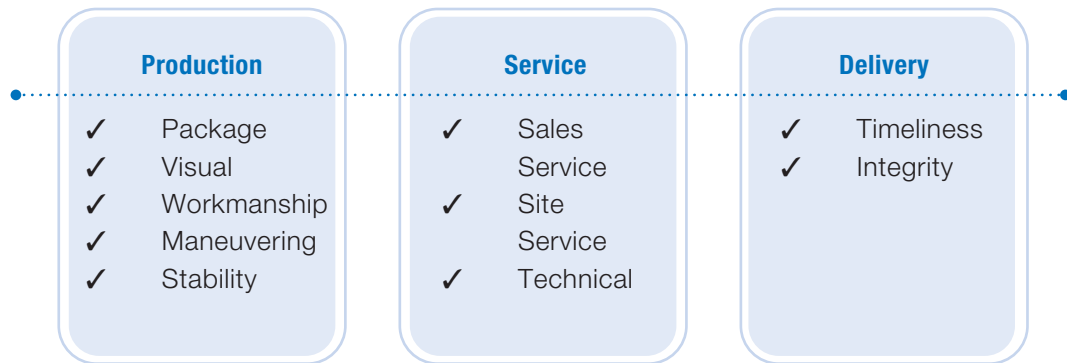 Production
✓ Package
✓ Visual
✓ Workmanship
✓ Maneuvering
✓ Stability
Service
✓ Sales
Service
✓ Site
Service
✓ Technical
Delivery
✓ Timeliness
✓ Integrity